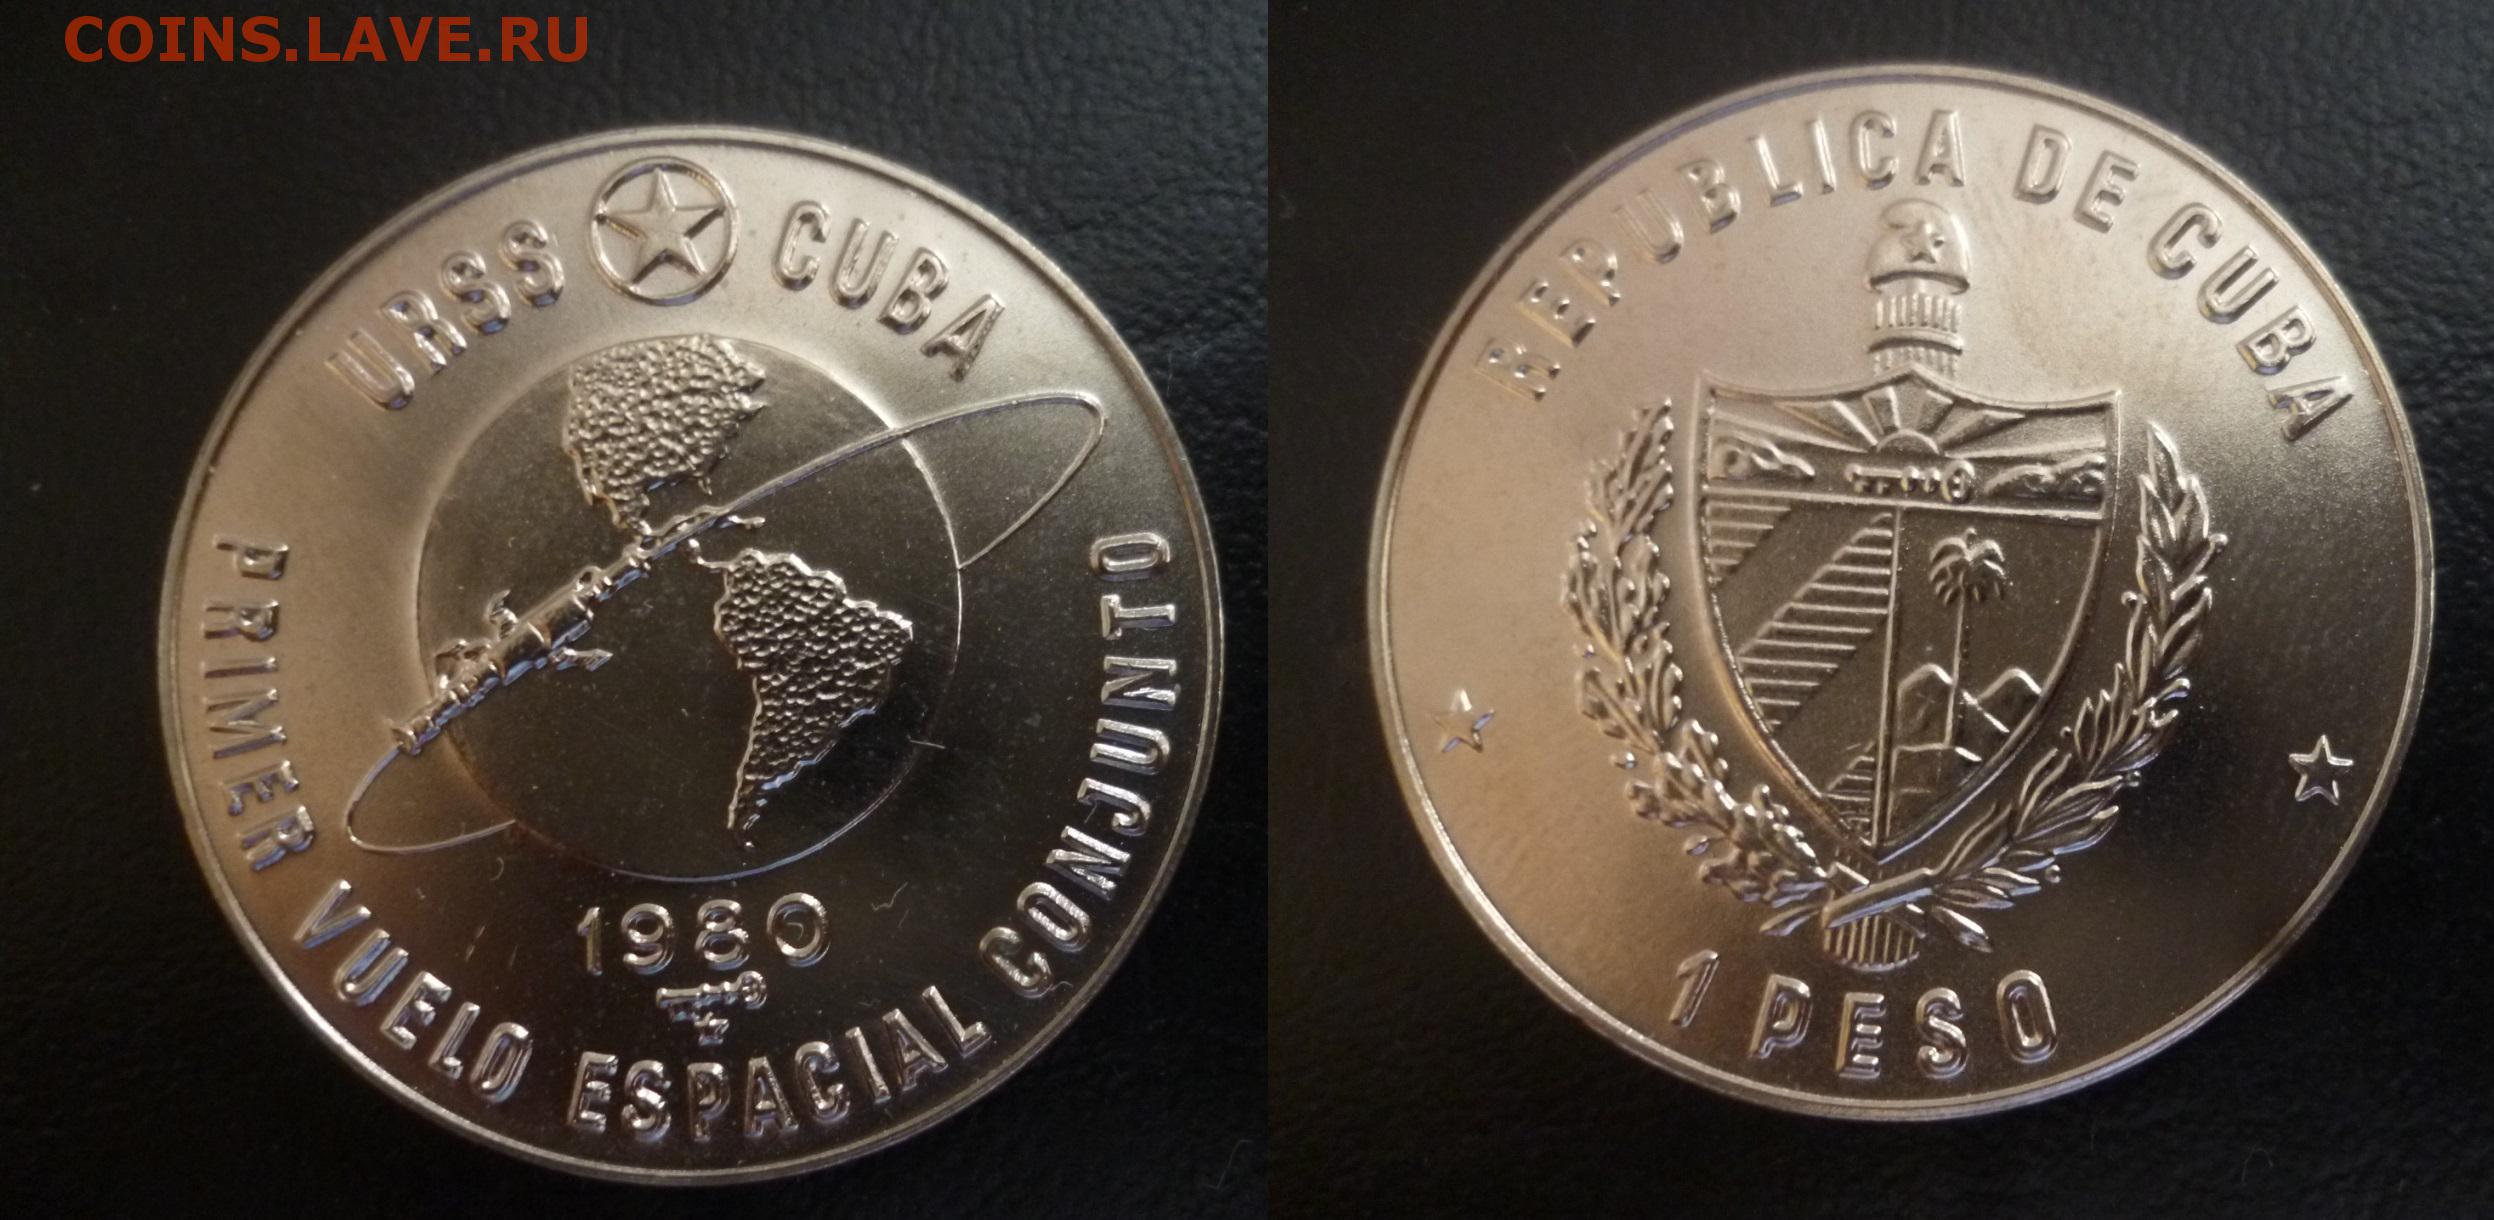 COINS.LAVE.RU
URSS CUBA
PRIMER VUELO ESPACIAL CONJUNTO
1980
REPUBLICA DE CUBA
1 PESO